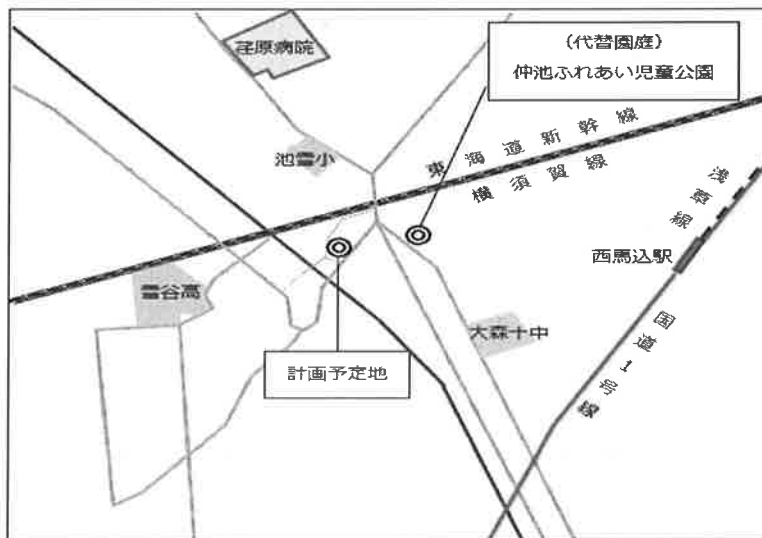 荏原病院
（代替園庭）
仲池ふれあい児童公園
池雪小
東海道新幹線
横須賀線
浅草線
西馬込駅
雪谷高
大森十中
国道1号線
計画予定地